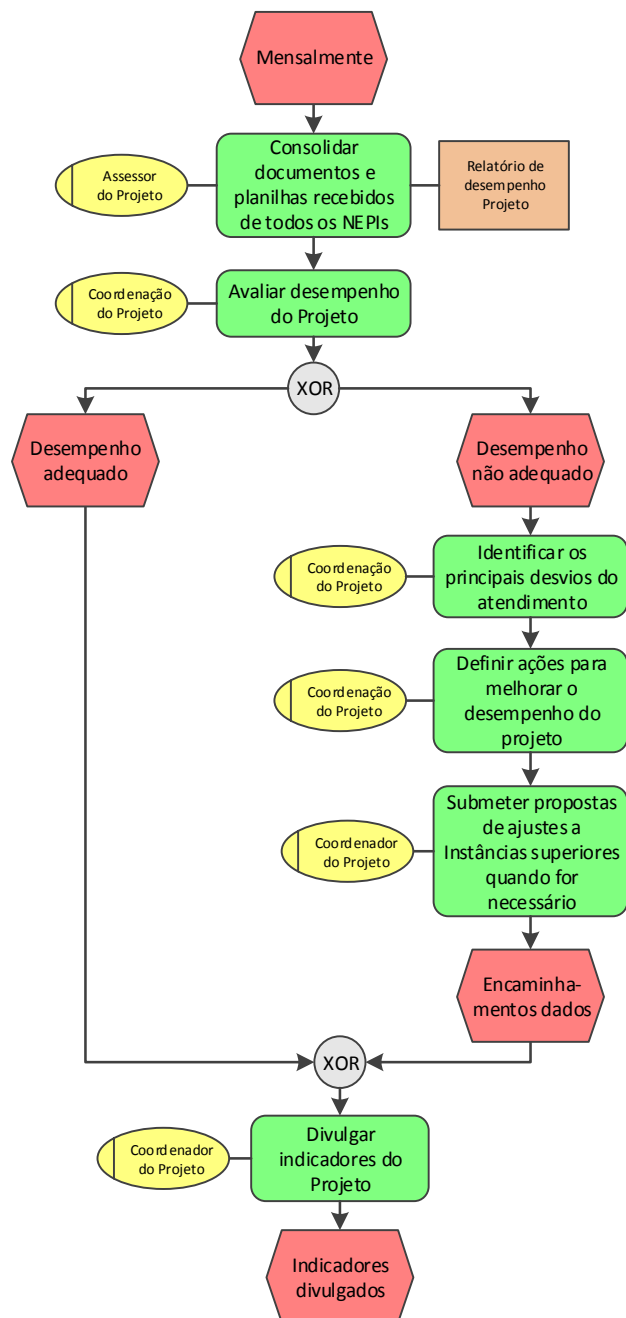 Mensalmente
Assessor
do Projeto
Consolidar
documentos e
planilhas recebidos
de todos os NEPIs
Relatório de
desempenho
Projeto
Coordenação
do Projeto
Avaliar desempenho
do Projeto
XOR
Desempenho
adequado
Desempenho
não adequado
Coordenação
do Projeto
Identificar os
principais desvios do
atendimento
Coordenação
do Projeto
Definir ações para
melhorar o
desempenho do
projeto
Coordenador
do Projeto
Submeter propostas
de ajustes a
Instâncias superiores
quando for
necessário
Encaminha-
mentos dados
XOR
Coordenador
do Projeto
Divulgar
indicadores do
Projeto
Indicadores
divulgados